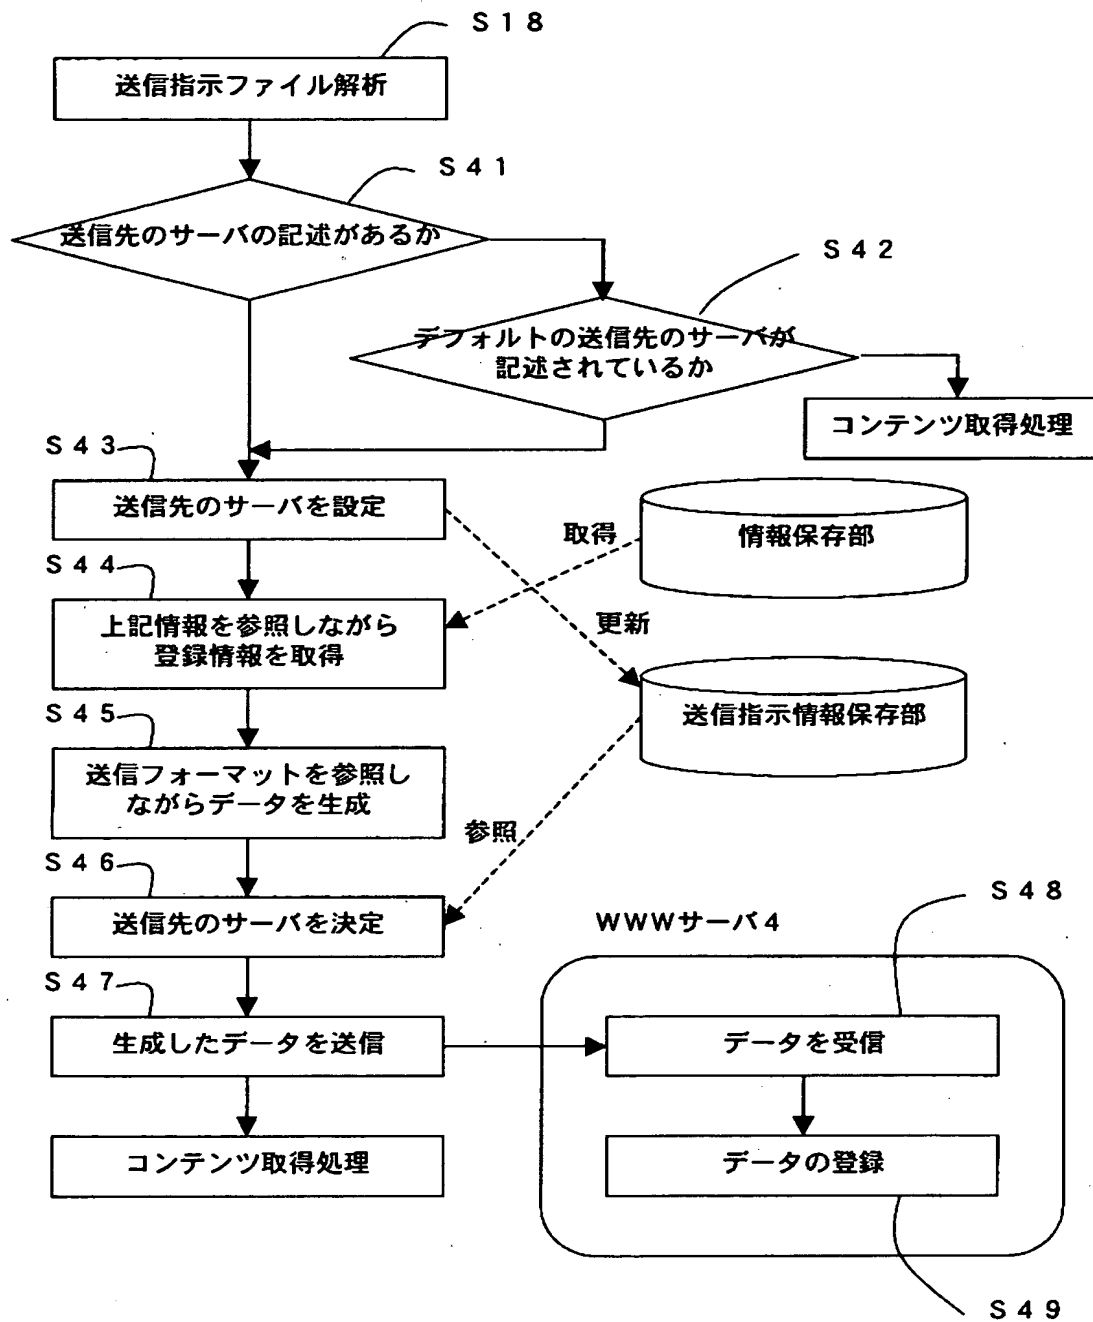 S18
送信指示ファイル解析
S41
送信先のサーバの記述があるか
S42
デフォルトの送信先のサーバが
記述されているか
コンテンツ取得処理
S43
送信先のサーバを設定
取得
情報保存部
S44
上記情報を参照しながら
登録情報を取得
更新
送信指示情報保存部
S45
送信フォーマットを参照し
ながらデータを生成
参照
S46
送信先のサーバを決定
S48
WWWサーバ4
S47
生成したデータを送信
データを受信
コンテンツ取得処理
データの登録
S49